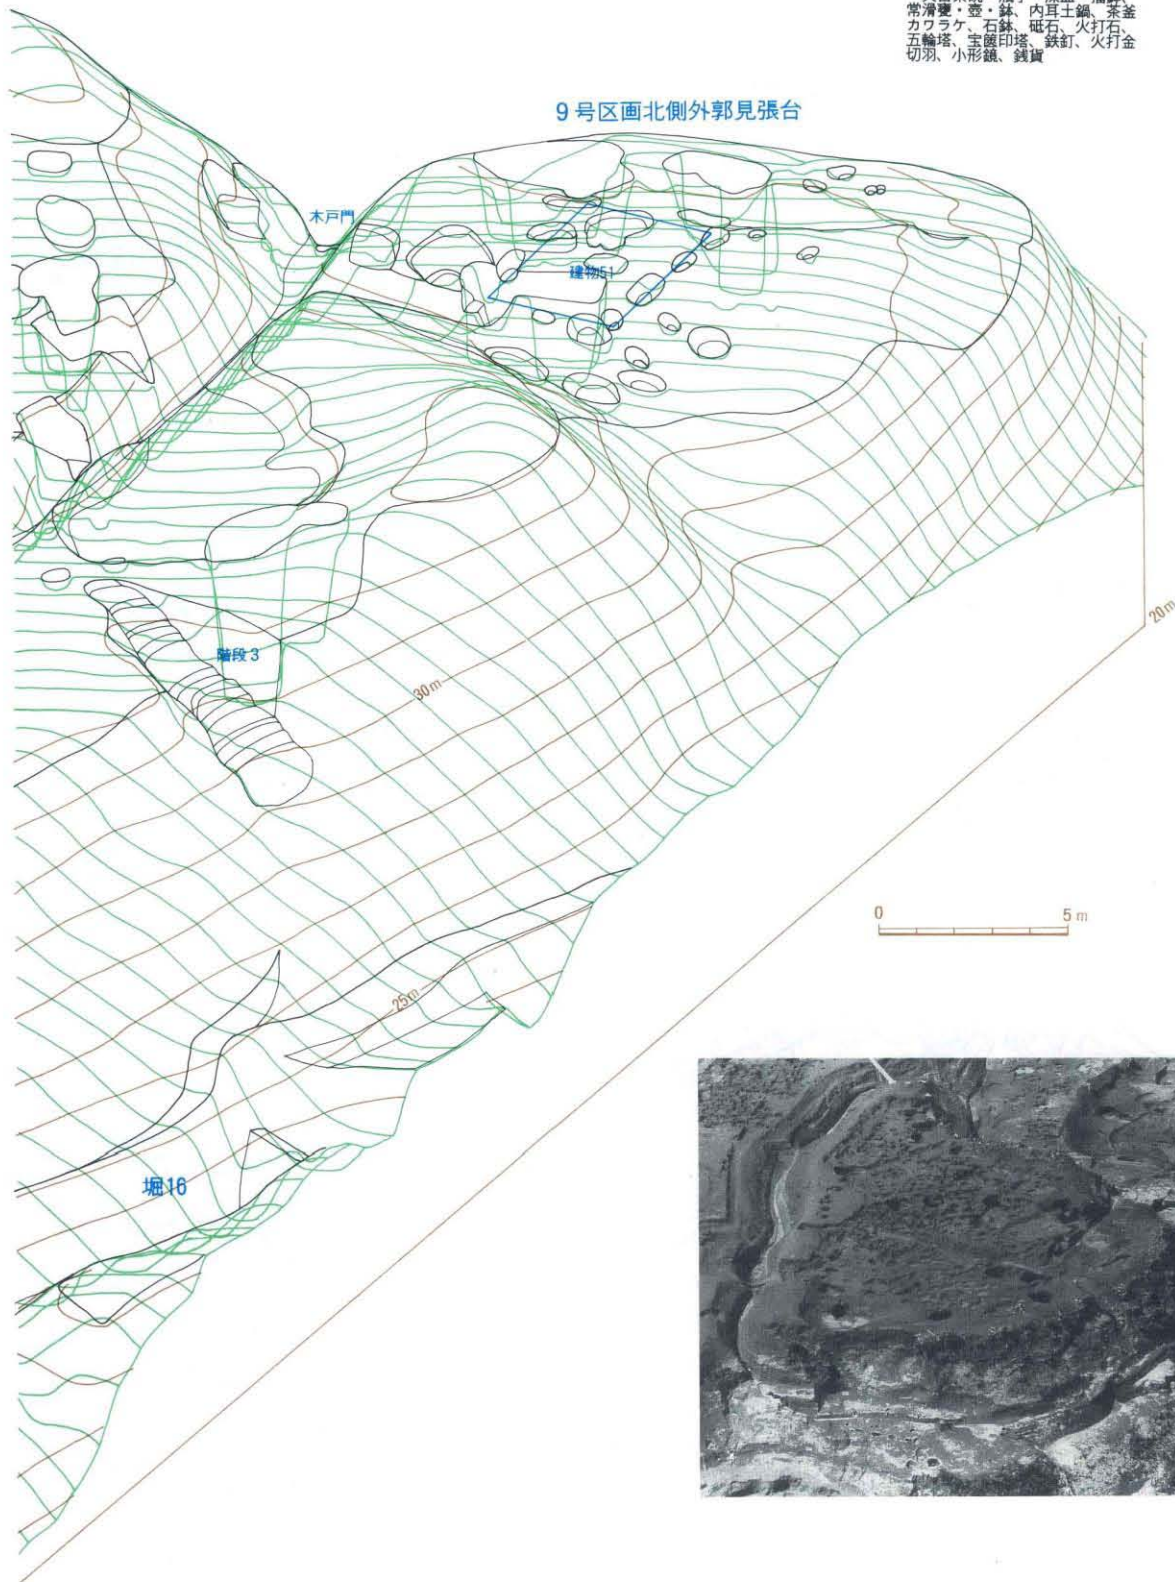 常滑甕・壺・鉢、内耳土鍋、茶釜
カワラケ、石鉢、砥石、火打石、
五輪塔、宝篋印塔、鉄釘、火打金
切羽、小形鏡、銭貨
9号区画北側外郭見張台
木戸門
建物51
階段3
30m
20m
0 5m
25m
堀16